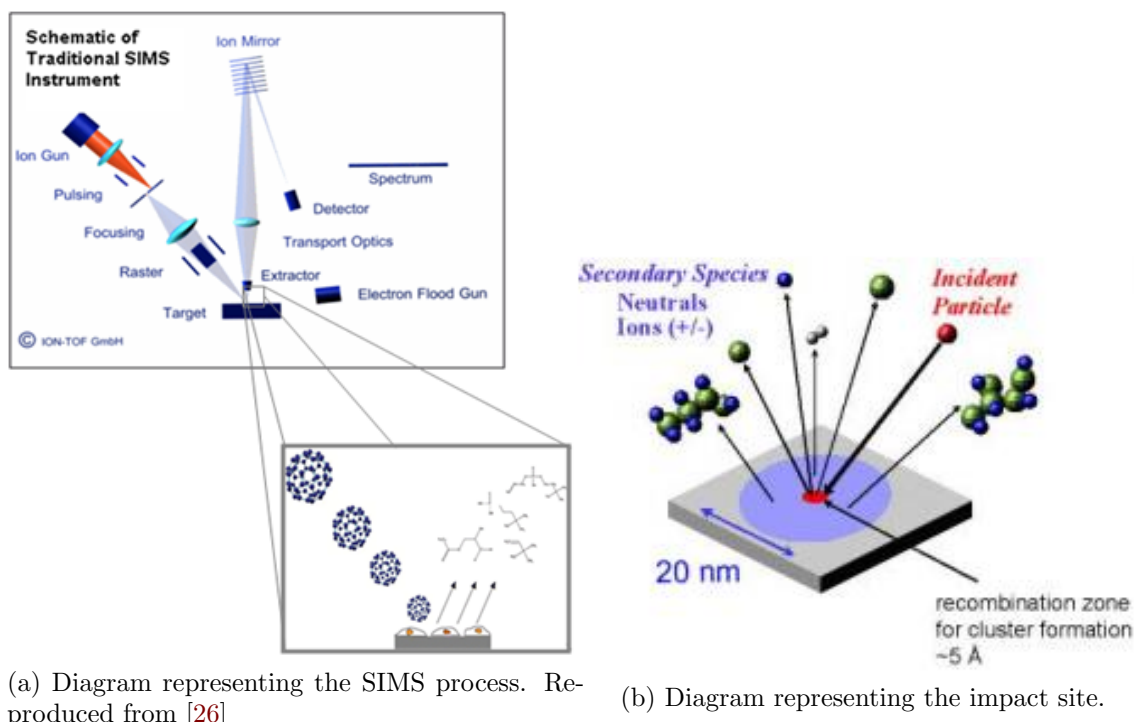 Schematic of
Traditional SIMS
Instrument
Ion Mirror
Ion Gun
Pulsing
Focusing
Raster
Target
Spectrum
Detector
Transport Optics
Extractor
Electron Flood Gun
© ION-TOF GmbH
(a) Diagram representing the SIMS process. Re-
produced from [26]
Secondary Species
Neutrals
Ions (+/-)
Incident
Particle
20 nm
recombination zone
for cluster formation
~5 Å
(b) Diagram representing the impact site.